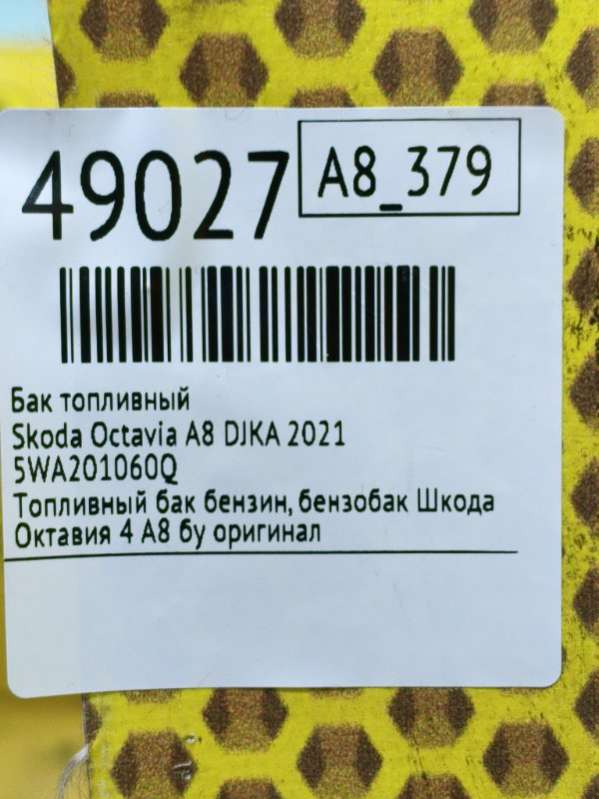 49027
A8_379
Бак топливный
Skoda Octavia A8 DJKA 2021
5WA201060Q
Топливный бак бензин, бензобак Шкода
Октавия 4 А8 бу оригинал